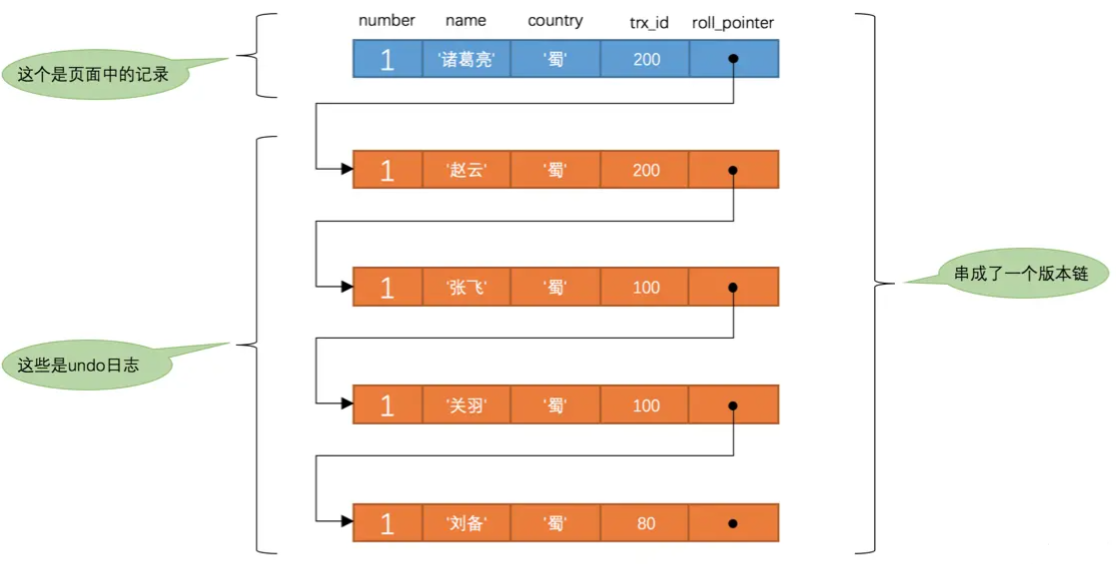 number name country trx_id roll_pointer
这个是页面中的记录
1 '诸葛亮' '蜀' 200
1 '赵云' '蜀' 200
串成了一个版本链
1 '张飞' '蜀' 100
这些是undo日志
1 '关羽' '蜀' 100
1 '刘备' '蜀' 80